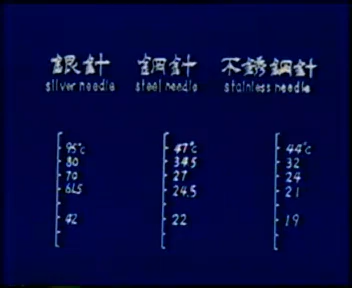 銀針 鋼針 不銹鋼針
silver needle steel needle stainless needle
95°C 47°C 44°C
80 34.5 32
70 27 24
61.5 24.5 21
42 22 19